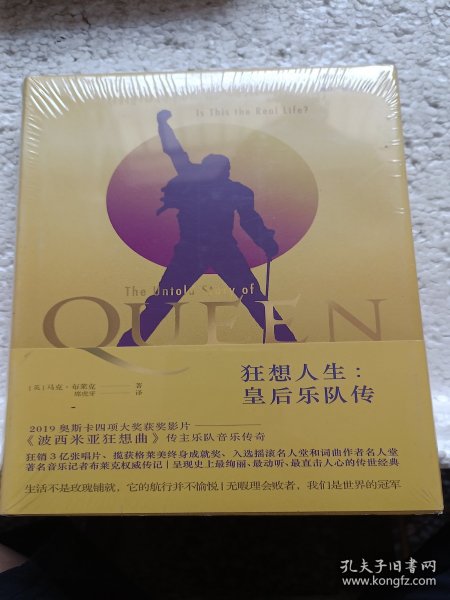 Is This the Real Life?
The Untold Story of
QUEEN
狂想人生：
皇后乐队传
[英]马克·布莱克 著
席虎牙 译
2019奥斯卡四项大奖获奖影片
《波西米亚狂想曲》传主乐队音乐传奇
狂销3亿张唱片、揽获格莱美终身成就奖、入选摇滚名人堂和词曲作者名人堂
著名音乐记者布莱克权威传记|呈现史上最绚丽、最动听、最直击人心的传世经典
生活不是玫瑰铺就，它的航行并不愉悦|无暇理会败者，我们是世界的冠军
孔夫子旧书网
www.kongfz.com